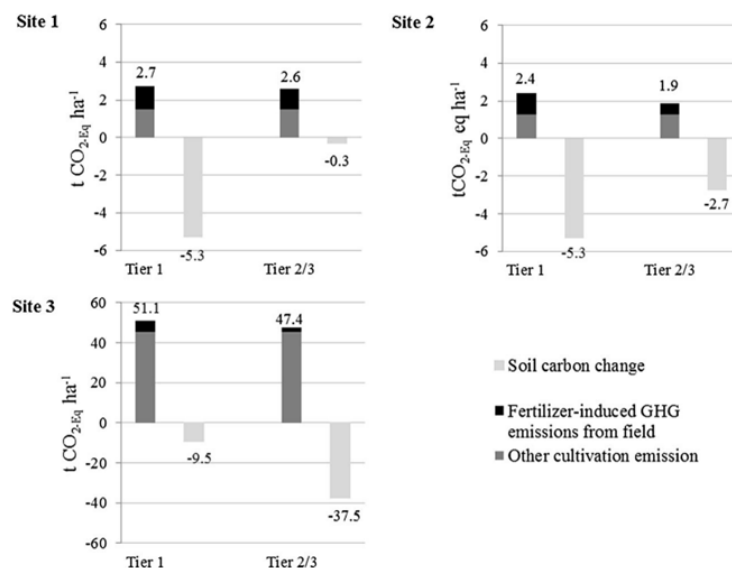 Site 1
6
4
2
0
-2
-4
-6
t CO2-Eq ha-1
2.7
2.6
-5.3
-0.3
Tier 1
Tier 2/3
Site 2
6
4
2
0
-2
-4
-6
tCO2-Eq eq ha-1
2.4
1.9
-5.3
-2.7
Tier 1
Tier 2/3
Site 3
60
40
20
0
-20
-40
-60
t CO2-Eq ha-1
51.1
47.4
-9.5
-37.5
Tier 1
Tier 2/3
Soil carbon change
Fertilizer-induced GHG
emissions from field
Other cultivation emission